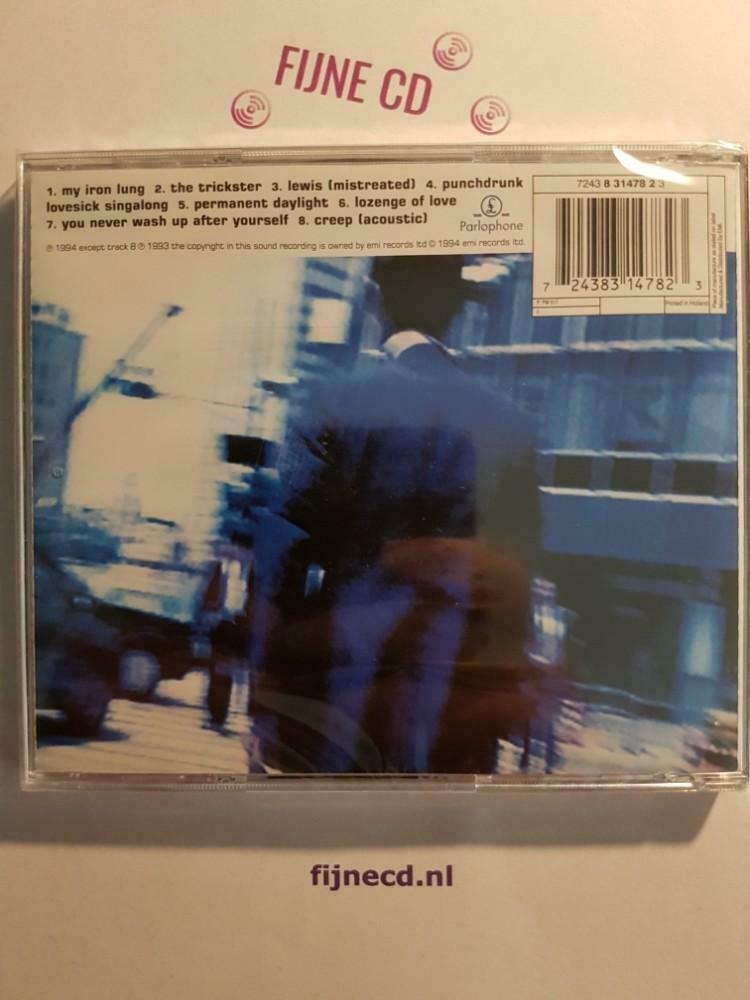 FIJNE CD
1. my iron lung 2. the trickster 3. lewis (mistreated) 4. punchdrunk
lovesick singalong 5. permanent daylight 6. lozenge of love
7. you never wash up after yourself 8. creep (acoustic)
Parlophone
℗ 1994 except track 8 ℗ 1993 the copyright in this sound recording is owned by emi records ltd © 1994 emi records ltd.
7243 8 31478 2 3
7 24383 14782 3
Printed in Holland
fijnecd.nl